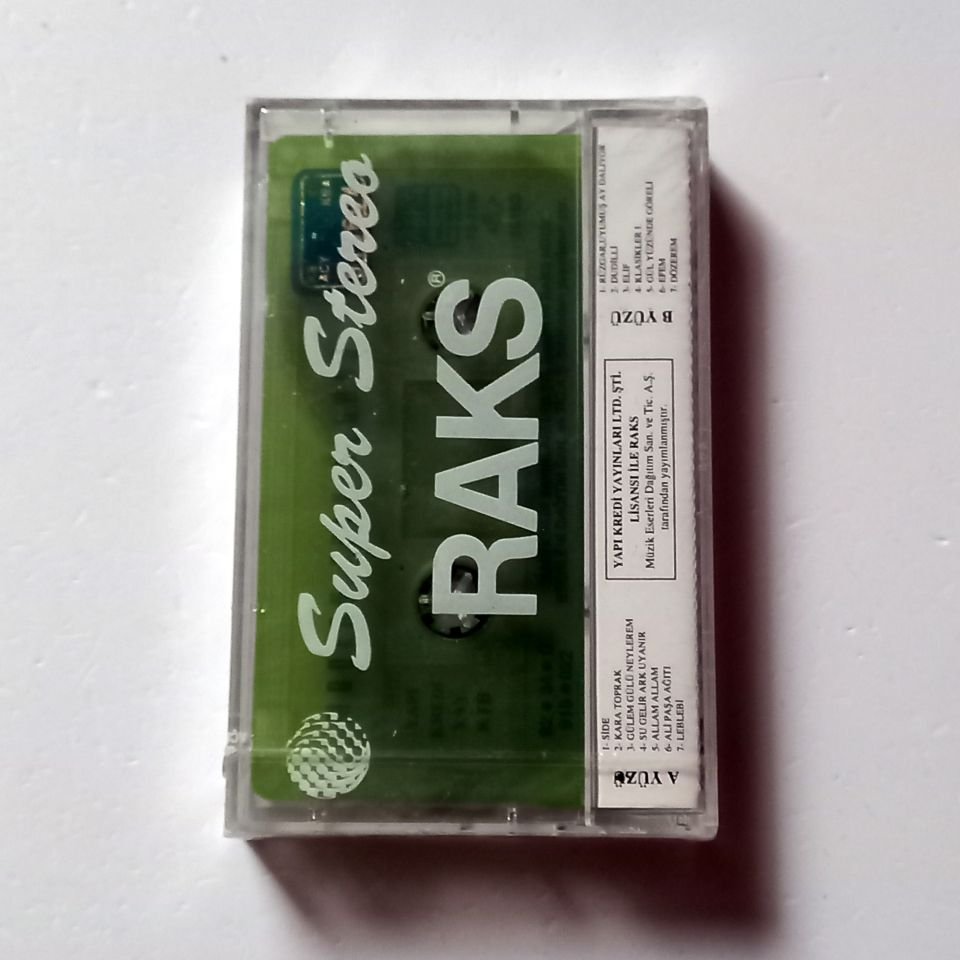 Super Stereo
RAKS®
A YÜZÜ
1- SİDE
2- KARA TOPRAK
3- GÜLEM GÜLÜ NEYLEREM
4- SU GELİR ARK UYANIR
5- ALLAM ALLAM
6- ALİ PAŞA AĞITI
7- LEBLEBİ
YAPI KREDİ YAYINLARI LTD. ŞTİ.
LİSANSI İLE RAKS
Müzik Eserleri Dağıtım San. ve Tic. A.Ş.
tarafından yayımlanmıştır.
B YÜZÜ
1- RÜZGAR UYUMUŞ AY DALIYOR
2- DUDİLLİ
3- ELİF
4- KLASİKLER I
5- GÜL YÜZÜNDE GÖRELİ
6- EFEM
7- DÖZEREM